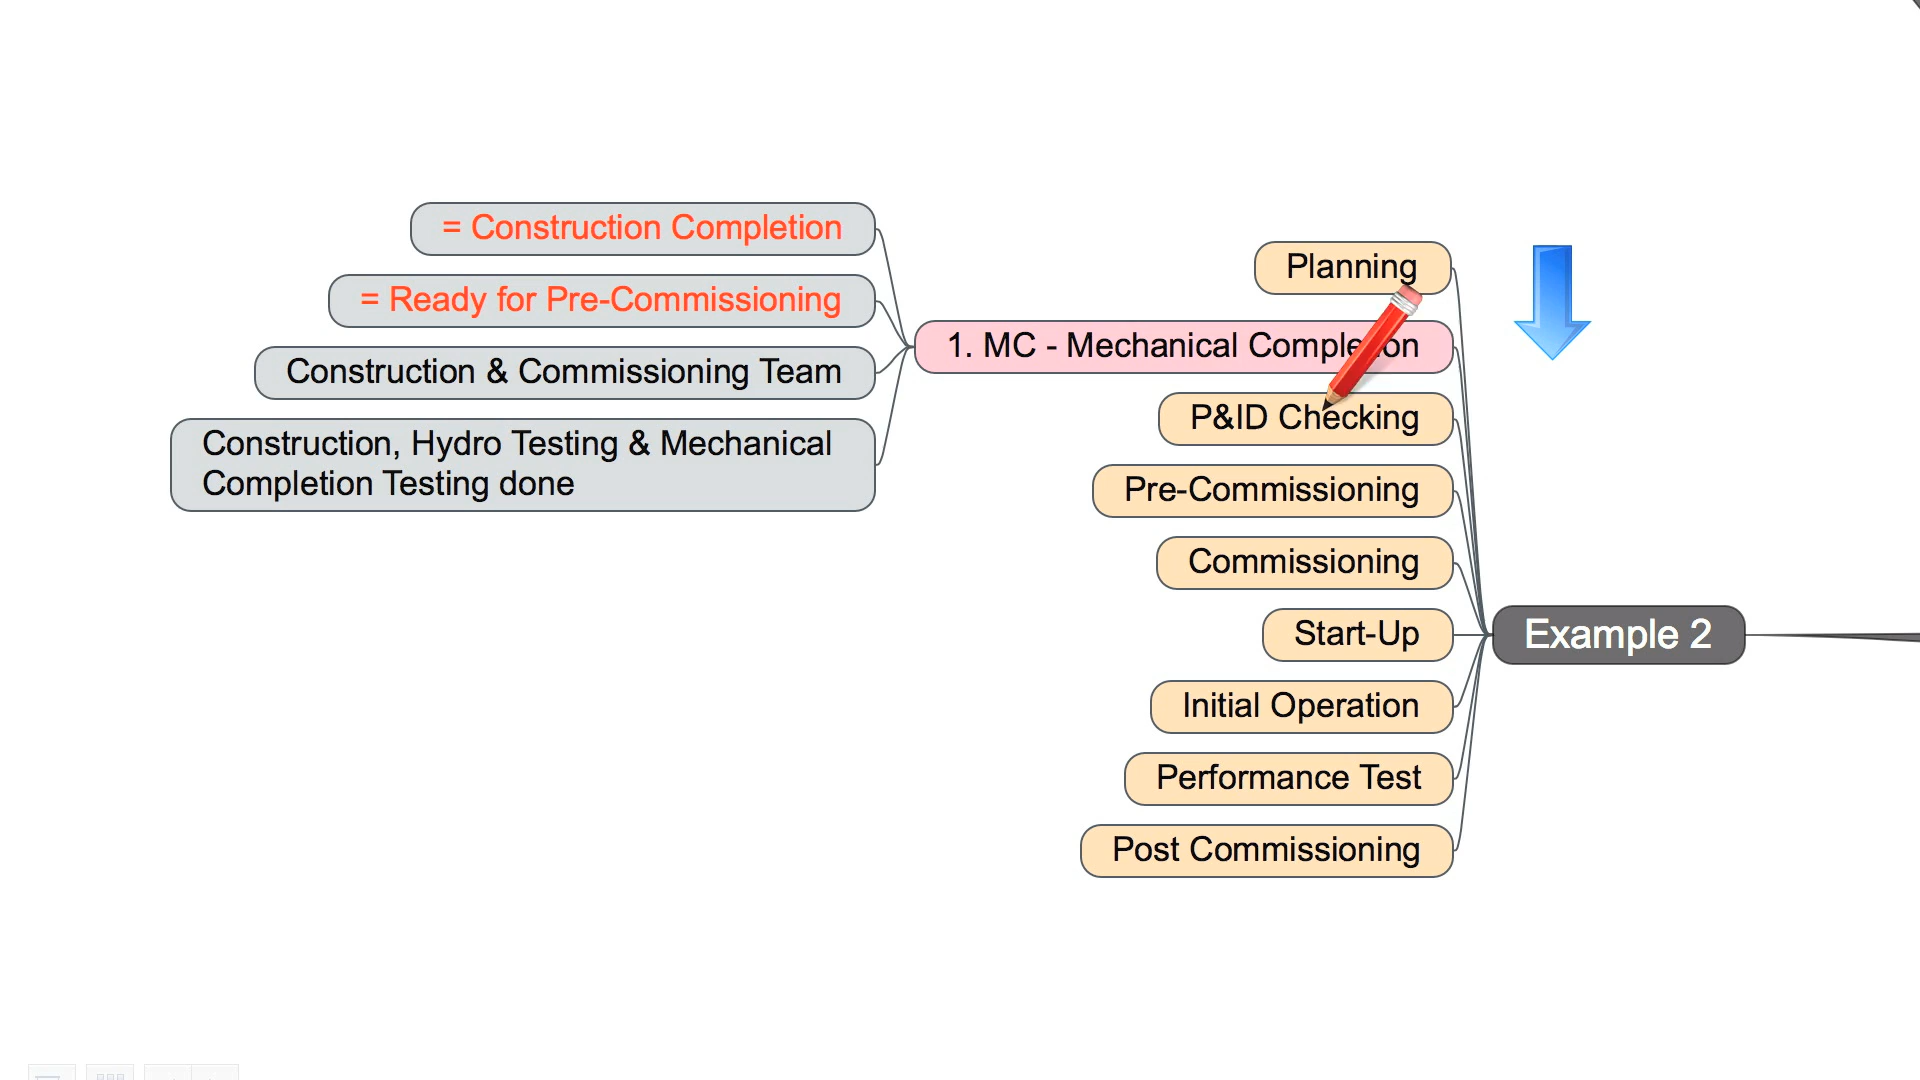 = Construction Completion
= Ready for Pre-Commissioning
Construction & Commissioning Team
Construction, Hydro Testing & Mechanical
Completion Testing done
Planning
1. MC - Mechanical Completion
P&ID Checking
Pre-Commissioning
Commissioning
Start-Up
Initial Operation
Performance Test
Post Commissioning
Example 2